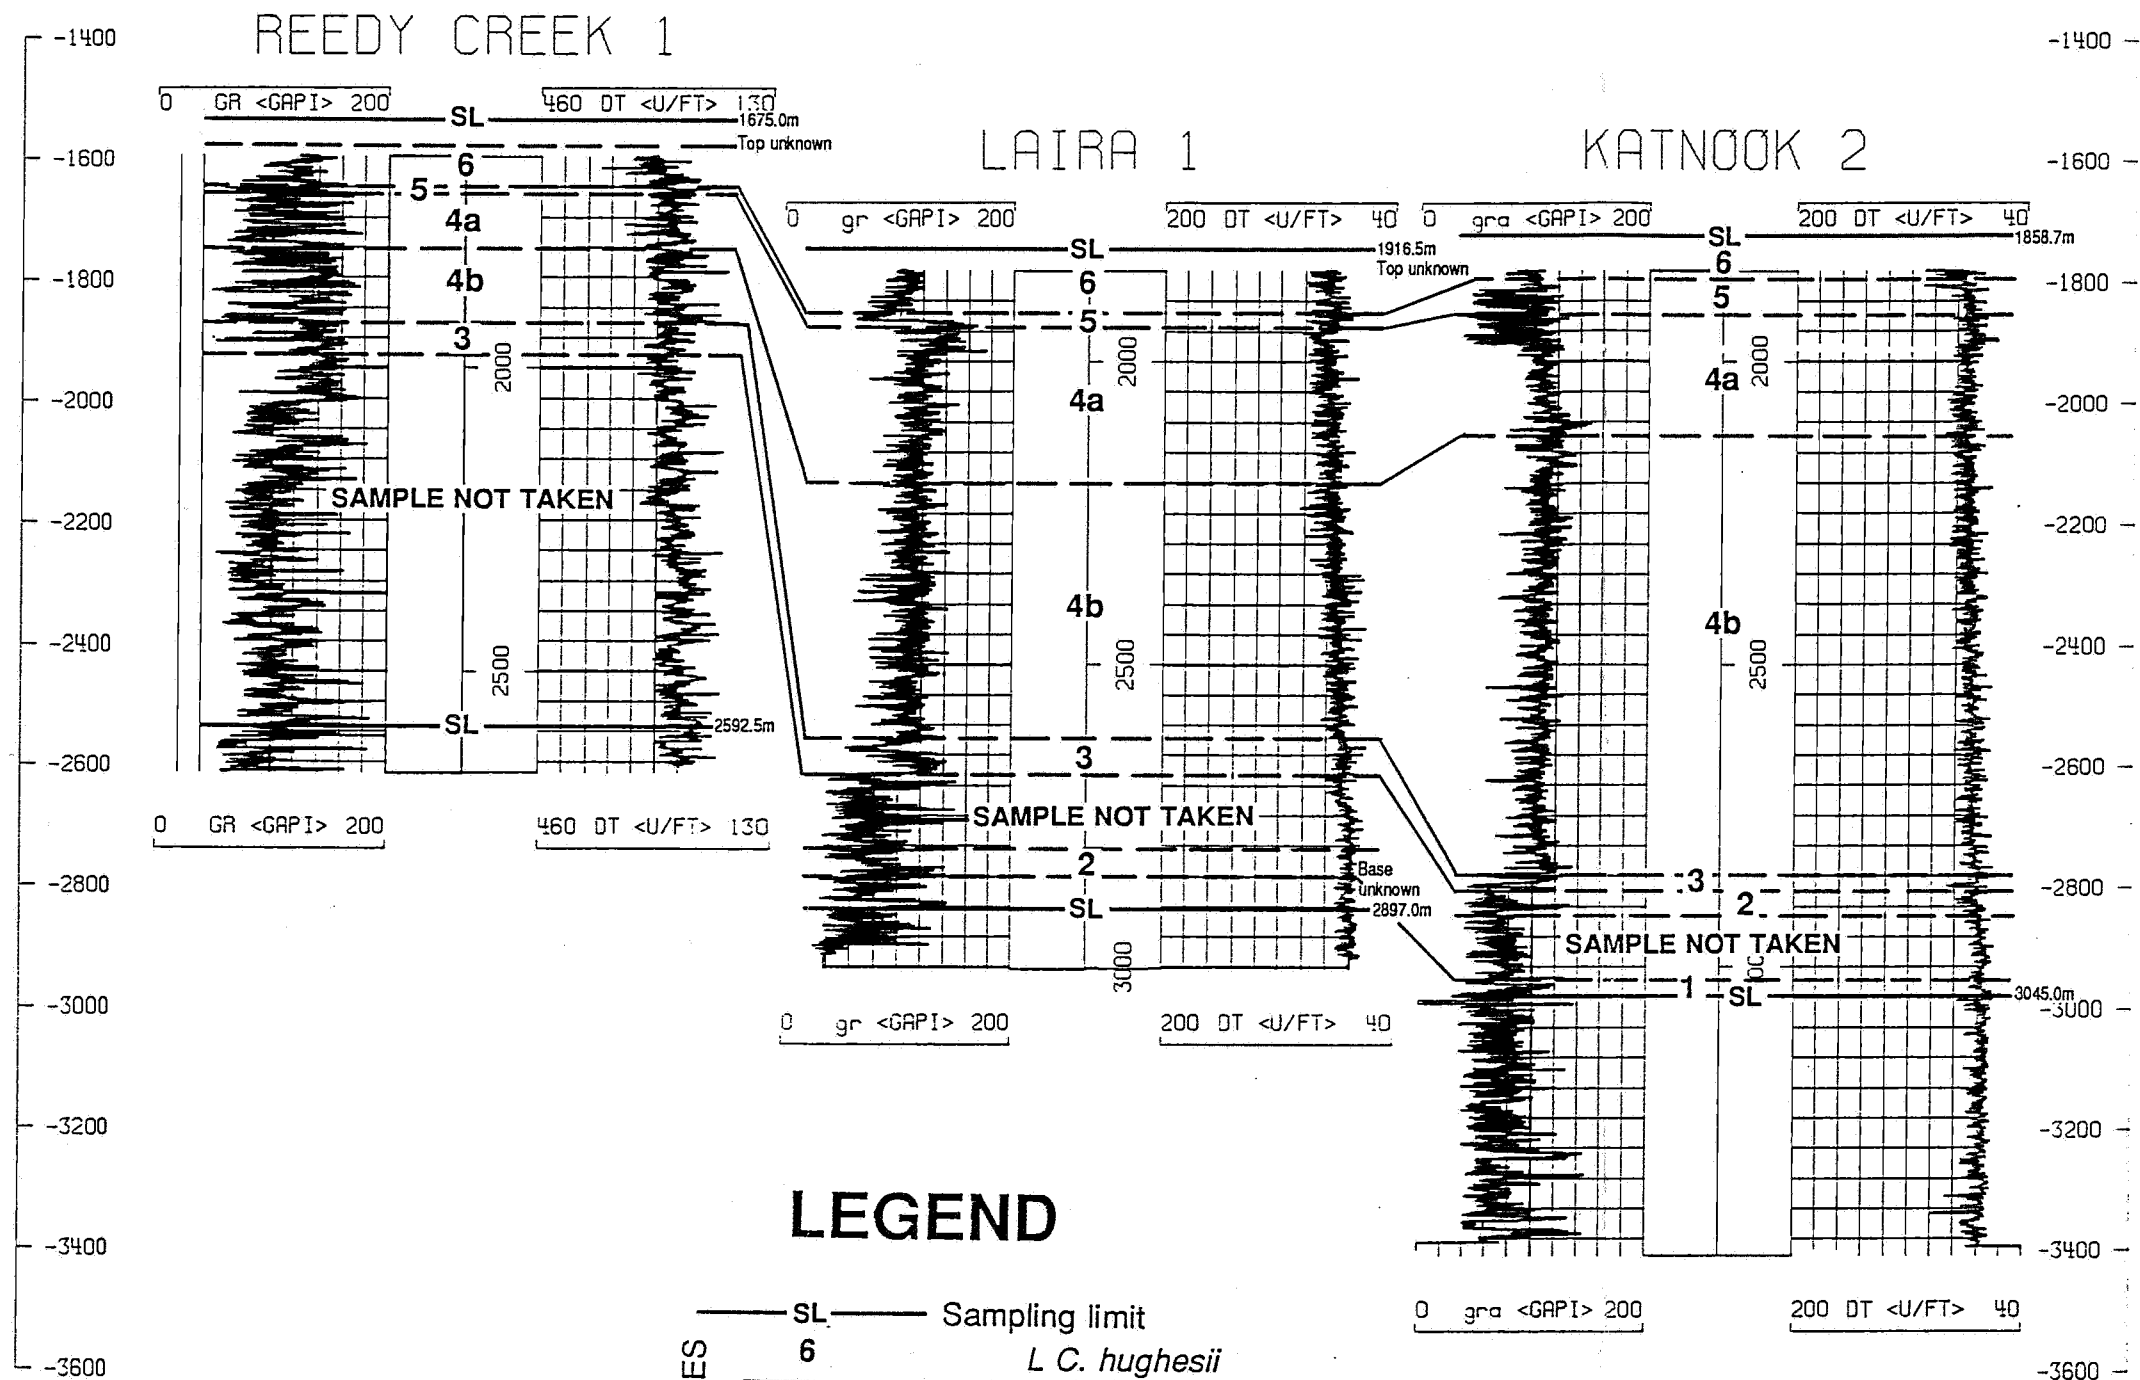 REEDY CREEK 1
LAIRA 1
KATNOOK 2
-1400
-1600
-1800
-2000
-2200
-2400
-2600
-2800
-3000
-3200
-3400
-3600
0 GR <GAPI> 200
460 DT <U/FT> 130
SL
1675.0m
Top unknown
6
5
4a
4b
3
2000
SAMPLE NOT TAKEN
2500
SL
2592.5m
0 GR <GAPI> 200
460 DT <U/FT> 130
0 gr <GAPI> 200
200 DT <U/FT> 40
SL
1916.5m
Top unknown
6
5
2000
4a
4b
2500
3
SAMPLE NOT TAKEN
2
Base
unknown
SL
2897.0m
3000
0 gr <GAPI> 200
200 DT <U/FT> 40
0 gra <GAPI> 200
200 DT <U/FT> 40
SL
1858.7m
6
5
2000
4a
4b
2500
3
2
SAMPLE NOT TAKEN
1
SL
3045.0m
0 gra <GAPI> 200
200 DT <U/FT> 40
-1400
-1600
-1800
-2000
-2200
-2400
-2600
-2800
-3000
-3200
-3400
-3600
LEGEND
SL Sampling limit
ES
6 L C. hughesii